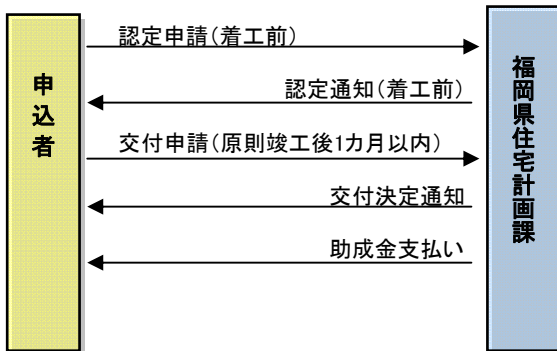 申込者
認定申請（着工前）
認定通知（着工前）
交付申請（原則竣工後1カ月以内）
交付決定通知
助成金支払い
福岡県住宅計画課